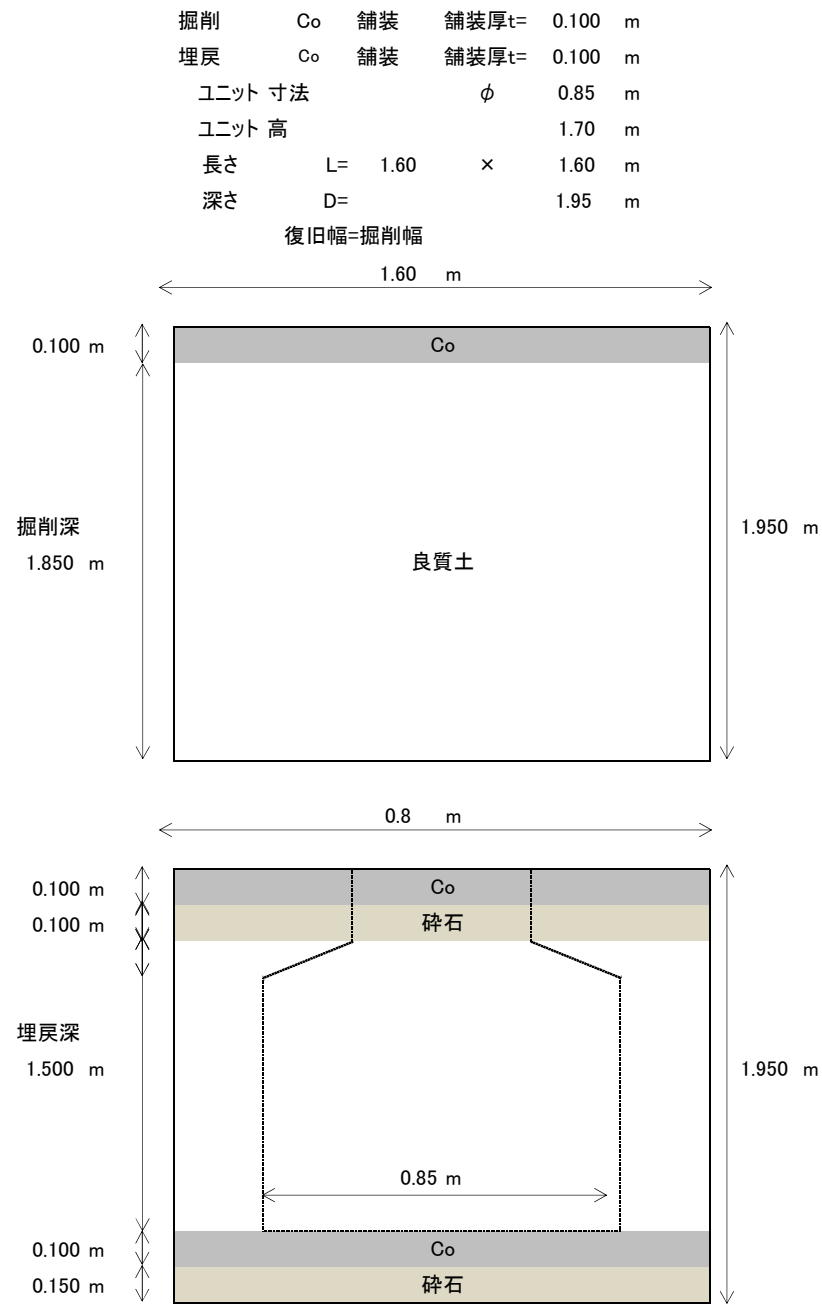 掘削 Co 舗装 舗装厚t= 0.100 m
埋戻 Co 舗装 舗装厚t= 0.100 m
ユニット 寸法 φ 0.85 m
ユニット 高 1.70 m
長さ L= 1.60 × 1.60 m
深さ D= 1.95 m
復旧幅=掘削幅
1.60 m
0.100 m Co
掘削深 1.950 m
1.850 m 良質土
0.8 m
0.100 m Co
0.100 m 砕石
埋戻深
1.500 m 1.950 m
0.85 m
0.100 m Co
0.150 m 砕石